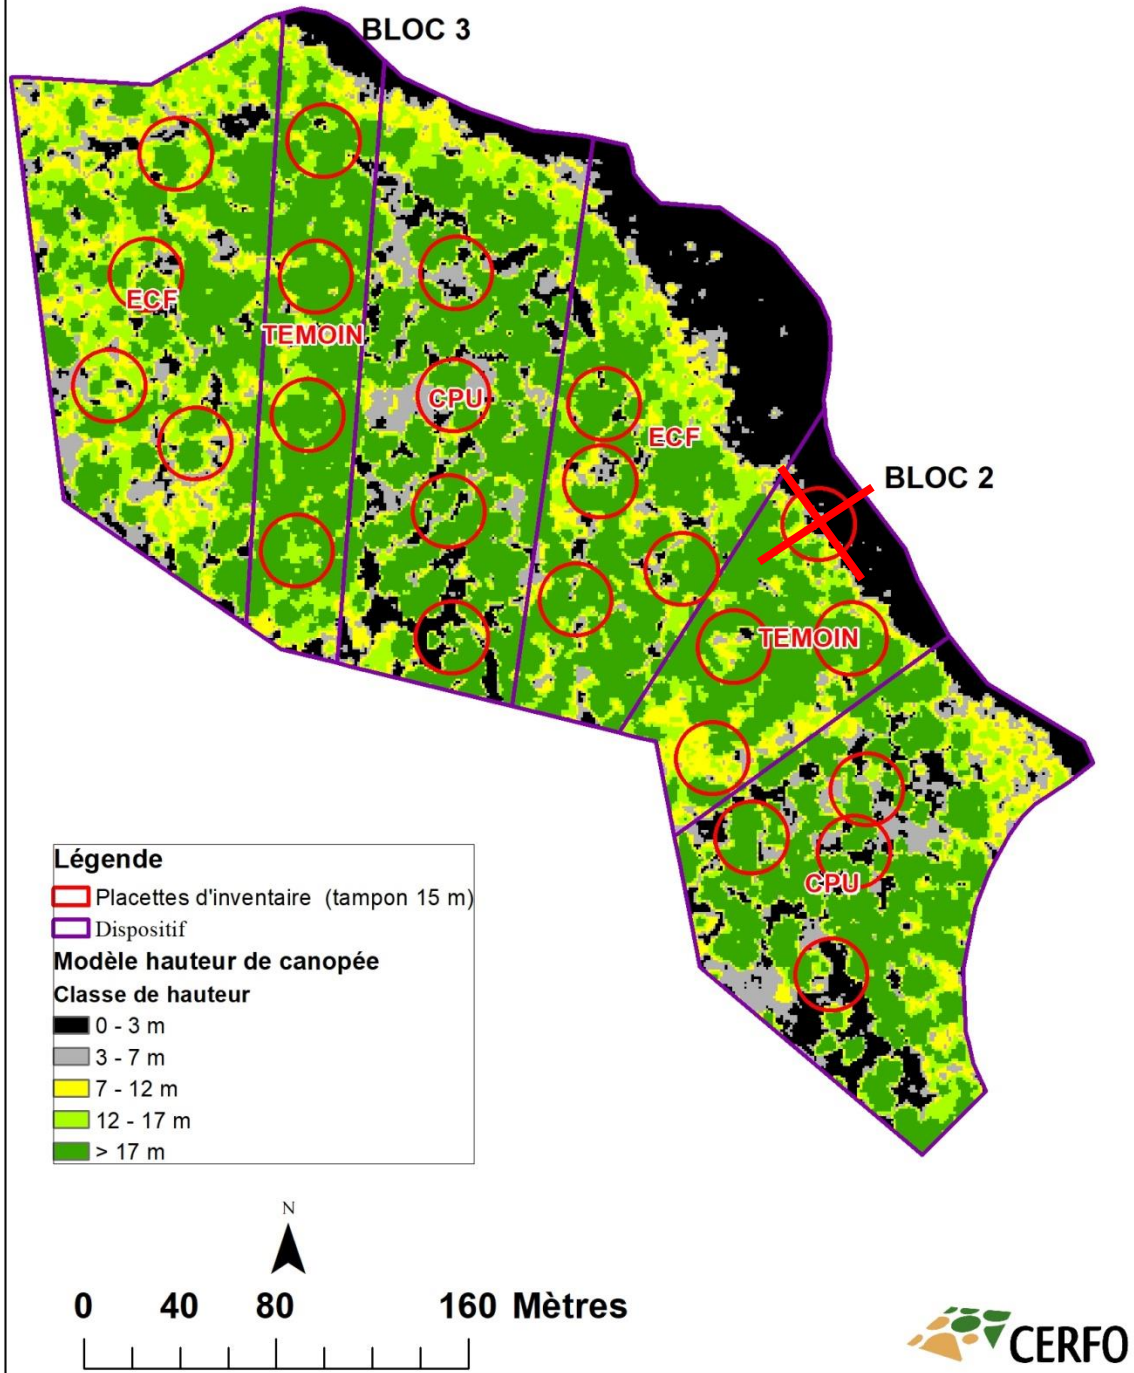 BLOC 3
ECF
TEMOIN
CPU
ECF
BLOC 2
TEMOIN
CPU
Légende
Placettes d'inventaire (tampon 15 m)
Dispositif
Modèle hauteur de canopée
Classe de hauteur
0 - 3 m
3 - 7 m
7 - 12 m
12 - 17 m
> 17 m
N
0 40 80 160 Mètres
CERFO